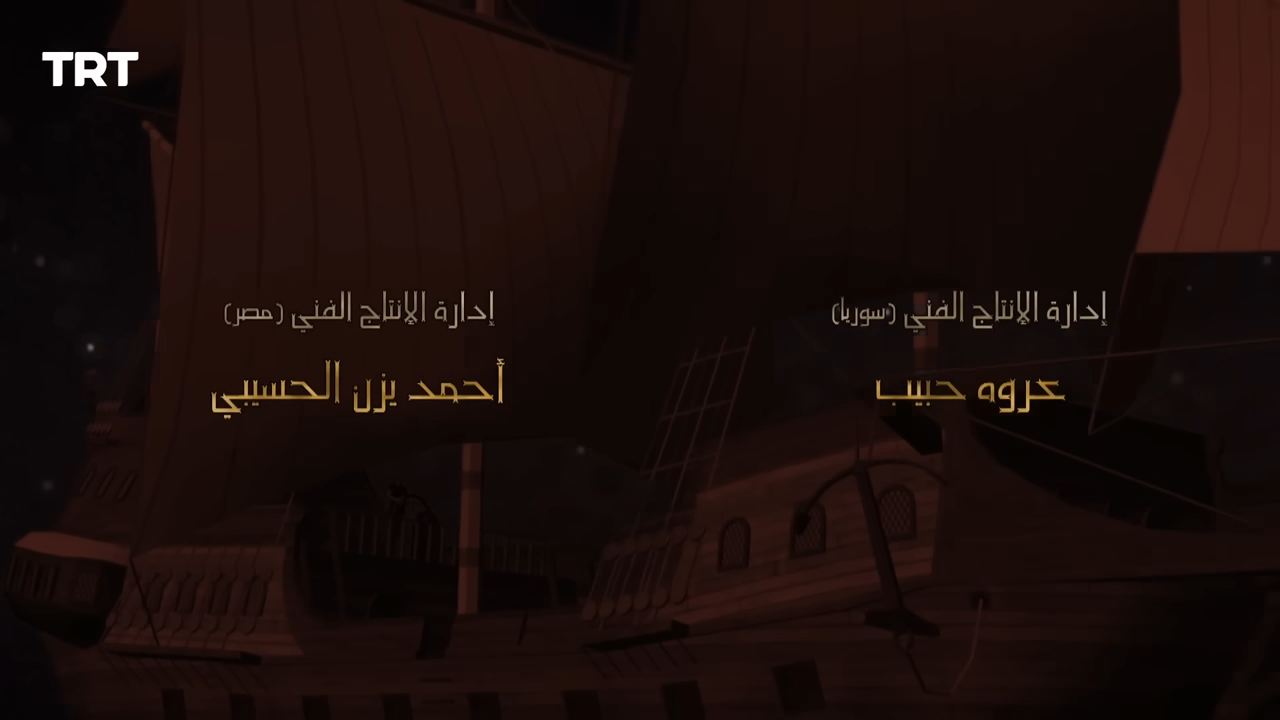 TRT
إدارة الإنتاج الفني (سوريا)
عروه حبيب
إدارة الإنتاج الفني (مصر)
أحمد يزن الحسيبي